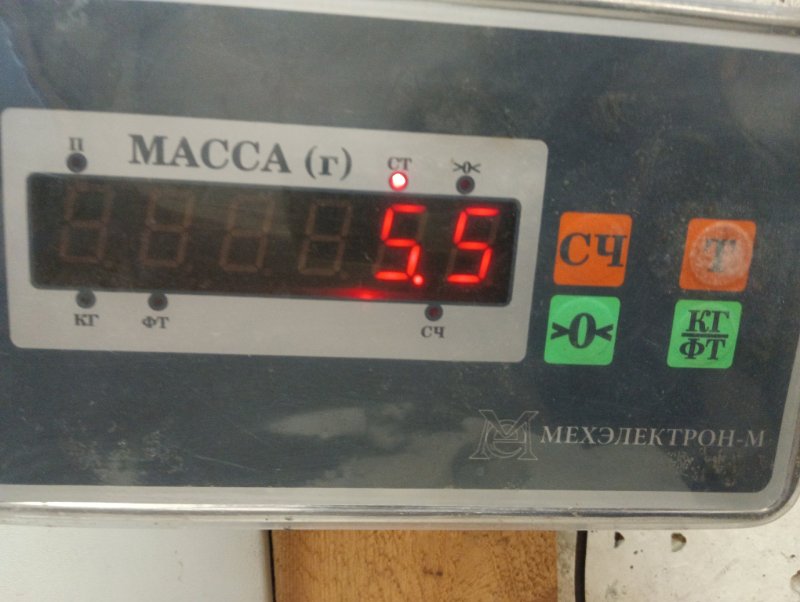 П
МАССА (г)
СТ
>0<
5.5
КГ
ФТ
СЧ
СЧ
Т
>0<
КГ
ФТ
МЕХЭЛЕКТРОН-М